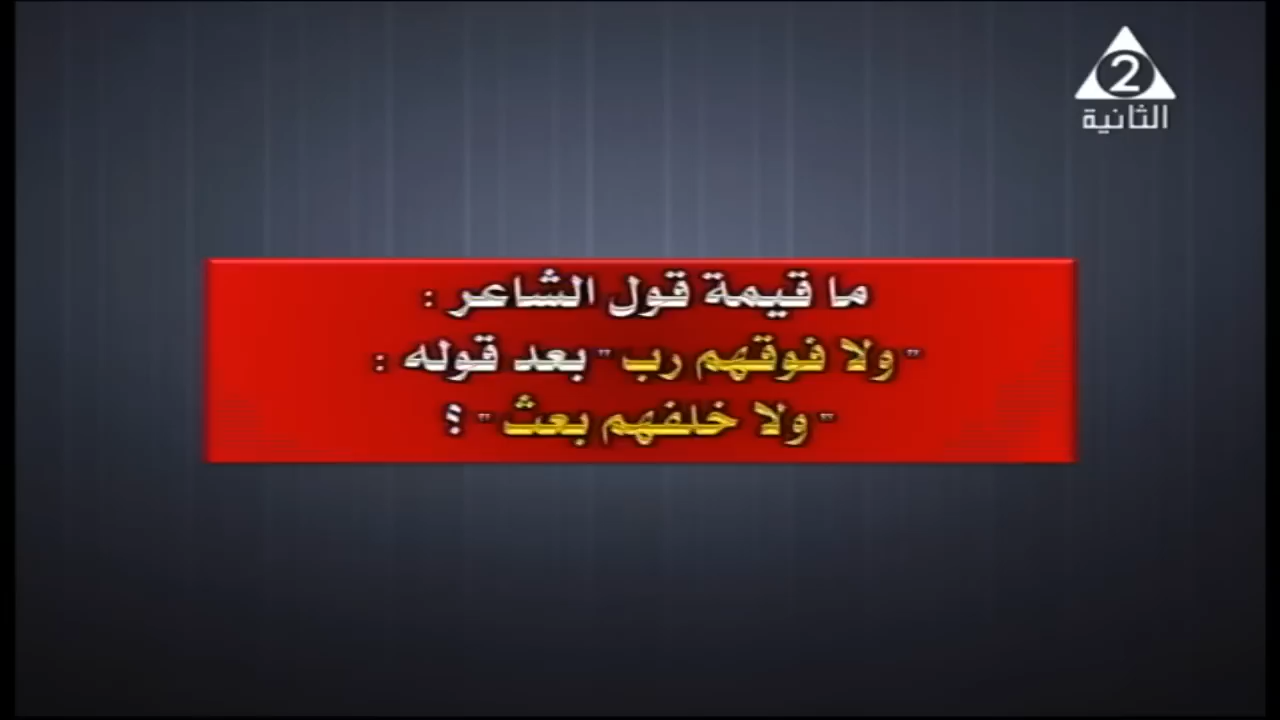 2
الثانية
ما قيمة قول الشاعر :
" ولا فوقهم رب " بعد قوله :
" ولا خلفهم بعث " ؟